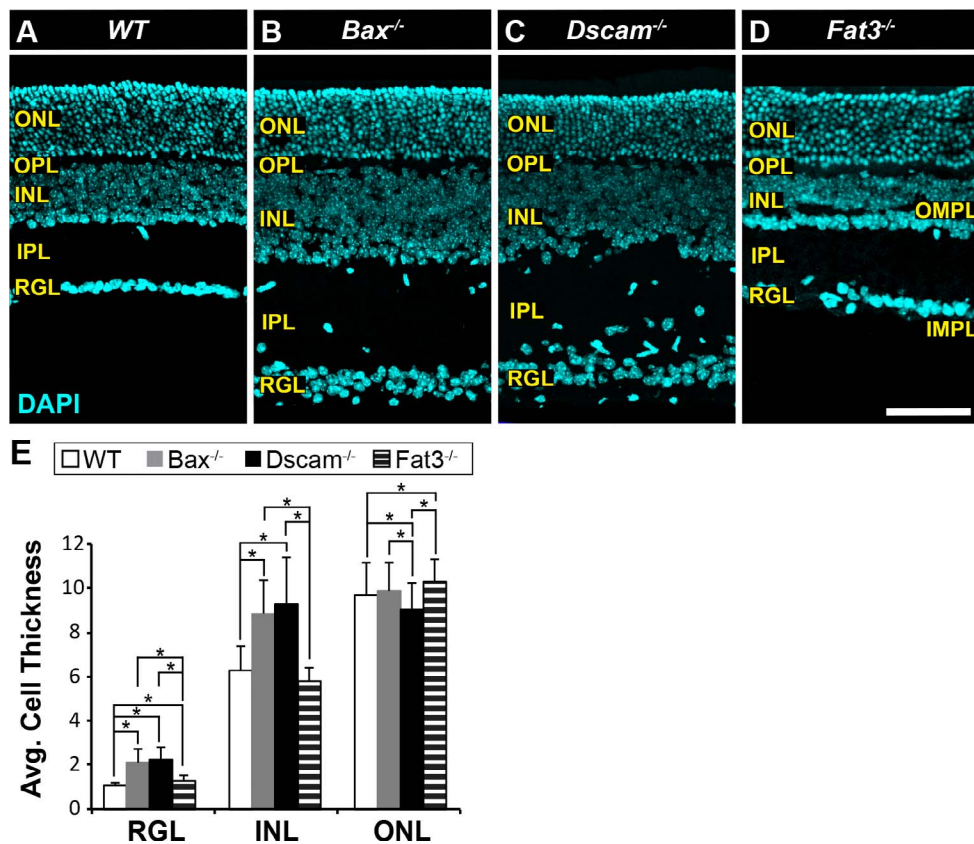 A WT
B Bax-/-
C Dscam-/-
D Fat3-/-
ONL
OPL
INL
IPL
RGL
DAPI
ONL
OPL
INL
IPL
RGL
ONL
OPL
INL
IPL
RGL
ONL
OPL
INL
OMPL
IPL
RGL
IMPL
E
WT Bax-/- Dscam-/- Fat3-/-
Avg. Cell Thickness
12
10
8
6
4
2
0
* * * * *
* * * *
* * * *
RGL INL ONL